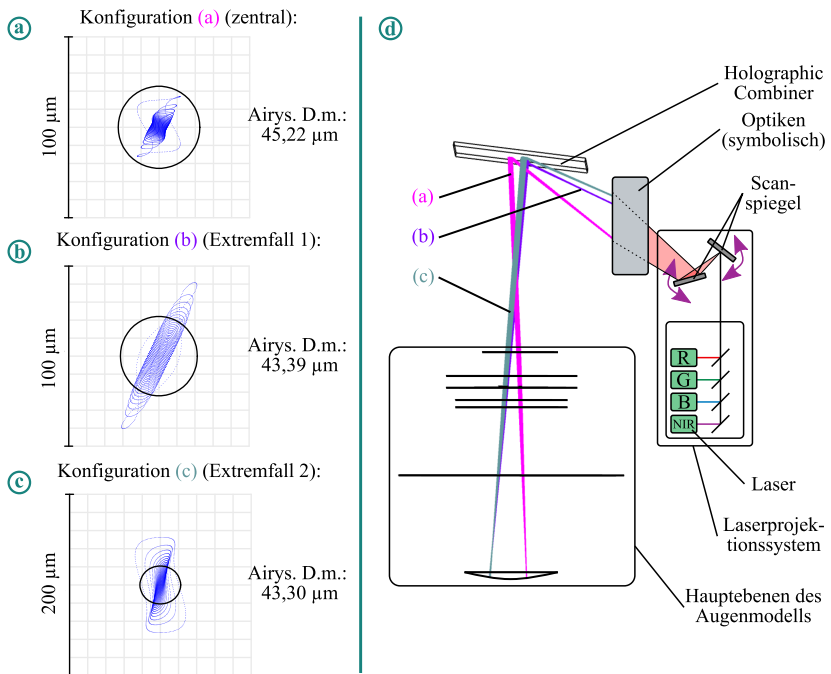 a
Konfiguration (a) (zentral):
100 µm
Airys. D.m.:
45,22 µm
b
Konfiguration (b) (Extremfall 1):
100 µm
Airys. D.m.:
43,39 µm
c
Konfiguration (c) (Extremfall 2):
200 µm
Airys. D.m.:
43,30 µm
d
Holographic
Combiner
Optiken
(symbolisch)
Scan-
spiegel
(a)
(b)
(c)
R
G
B
NIR
Laser
Laserprojek-
tionssystem
Hauptebenen des
Augenmodells